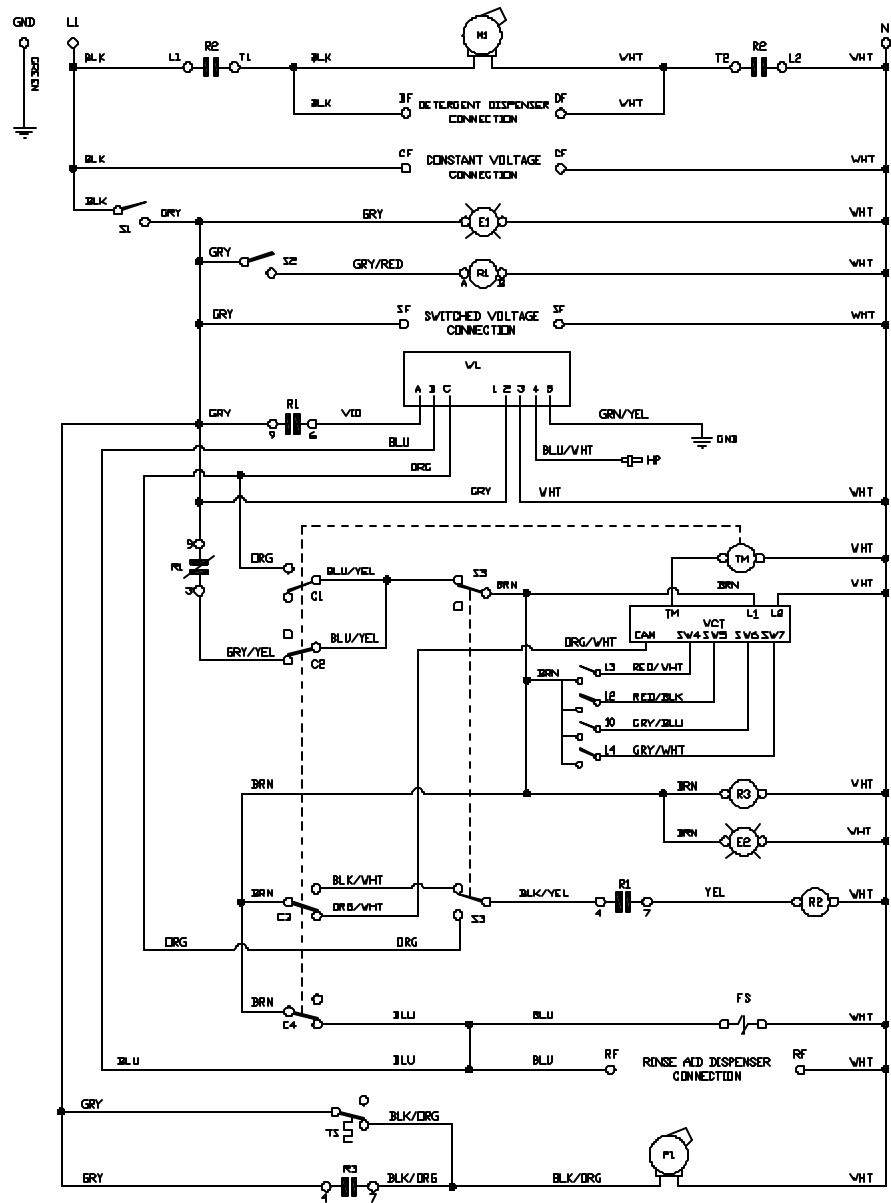 GND L1 N
GREEN
BLK L1 R2 T1 BLK M1 WHT T2 R2 L2 WHT
BLK DF DETERGENT DISPENSER CONNECTION DF WHT
BLK CF CONSTANT VOLTAGE CONNECTION CF WHT
BLK S1 GRY GRY E1 WHT
GRY S2 GRY/RED A R1 B WHT
GRY SF SWITCHED VOLTAGE CONNECTION SF WHT
WL
A B C 1 2 3 4 5
GRY 9 R1 6 VIO GRN/YEL GND
BLU BLU/WHT HP
ORG
GRY WHT WHT
9 R1 3
ORG C1 BLU/YEL S3 BRN TM WHT
BRN WHT
TM L1 L2
VCT
CAM SW4 SW5 SW6 SW7
GRY/YEL C2 BLU/YEL ORG/WHT
BRN 13 RED/WHT
12 RED/BLK
10 GRY/BLU
14 GRY/WHT
BRN BRN R3 WHT
BRN E2 WHT
BRN C3 BLK/WHT ORG/WHT S3 BLK/YEL 4 R1 7 YEL R2 WHT
ORG ORG
BRN C4 BLU BLU FS WHT
BLU BLU BLU RF RINSE AID DISPENSER CONNECTION RF WHT
GRY TS BLK/ORG
GRY 4 R3 7 BLK/ORG BLK/ORG P1 WHT